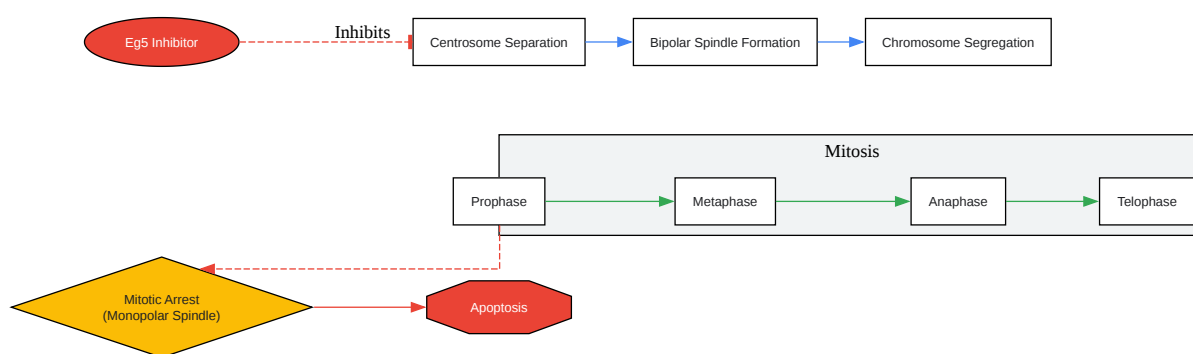 Eg5 Inhibitor
Inhibits
Centrosome Separation
Bipolar Spindle Formation
Chromosome Segregation
Mitosis
Prophase
Metaphase
Anaphase
Telophase
Mitotic Arrest
(Monopolar Spindle)
Apoptosis